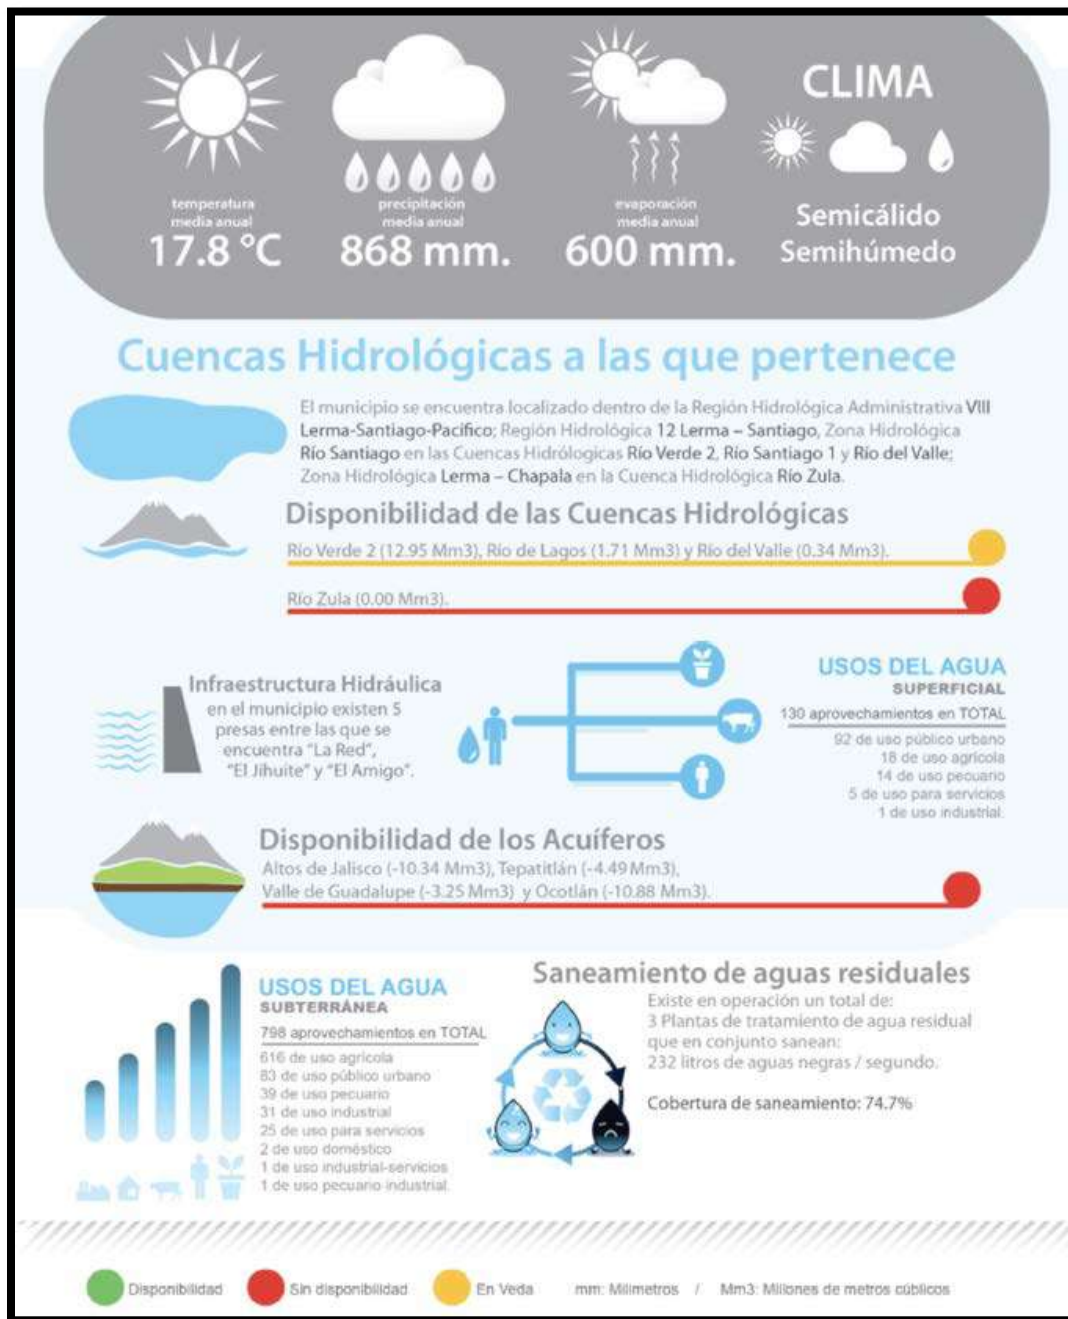 temperatura
media anual
17.8 °C
precipitación
media anual
868 mm.
evaporación
media anual
600 mm.
CLIMA
Semicálido
Semihúmedo
Cuencas Hidrológicas a las que pertenece
El municipio se encuentra localizado dentro de la Región Hidrológica Administrativa VIII
Lerma-Santiago-Pacífico; Región Hidrológica 12 Lerma – Santiago, Zona Hidrológica
Río Santiago en las Cuencas Hidrólogicas Río Verde 2, Río Santiago 1 y Río del Valle;
Zona Hidrológica Lerma – Chapala en la Cuenca Hidrológica Río Zula.
Disponibilidad de las Cuencas Hidrológicas
Río Verde 2 (12.95 Mm3), Río de Lagos (1.71 Mm3) y Río del Valle (0.34 Mm3).
Río Zula (0.00 Mm3).
Infraestructura Hidráulica
en el municipio existen 5
presas entre las que se
encuentra "La Red",
"El Jihuite" y "El Amigo".
USOS DEL AGUA
SUPERFICIAL
130 aprovechamientos en TOTAL
92 de uso público urbano
18 de uso agrícola
14 de uso pecuario
5 de uso para servicios
1 de uso industrial.
Disponibilidad de los Acuíferos
Altos de Jalisco (-10.34 Mm3), Tepatitlán (-4.49 Mm3),
Valle de Guadalupe (-3.25 Mm3) y Ocotlán (-10.88 Mm3).
USOS DEL AGUA
SUBTERRÁNEA
798 aprovechamientos en TOTAL
616 de uso agrícola
83 de uso público urbano
39 de uso pecuario
31 de uso industrial
25 de uso para servicios
2 de uso doméstico
1 de uso industrial-servicios
1 de uso pecuario industrial.
Saneamiento de aguas residuales
Existe en operación un total de:
3 Plantas de tratamiento de agua residual
que en conjunto sanean:
232 litros de aguas negras / segundo.
Cobertura de saneamiento: 74.7%
Disponibilidad
Sin disponibilidad
En Veda
mm: Milimetros / Mm3: Millones de metros cúblicos